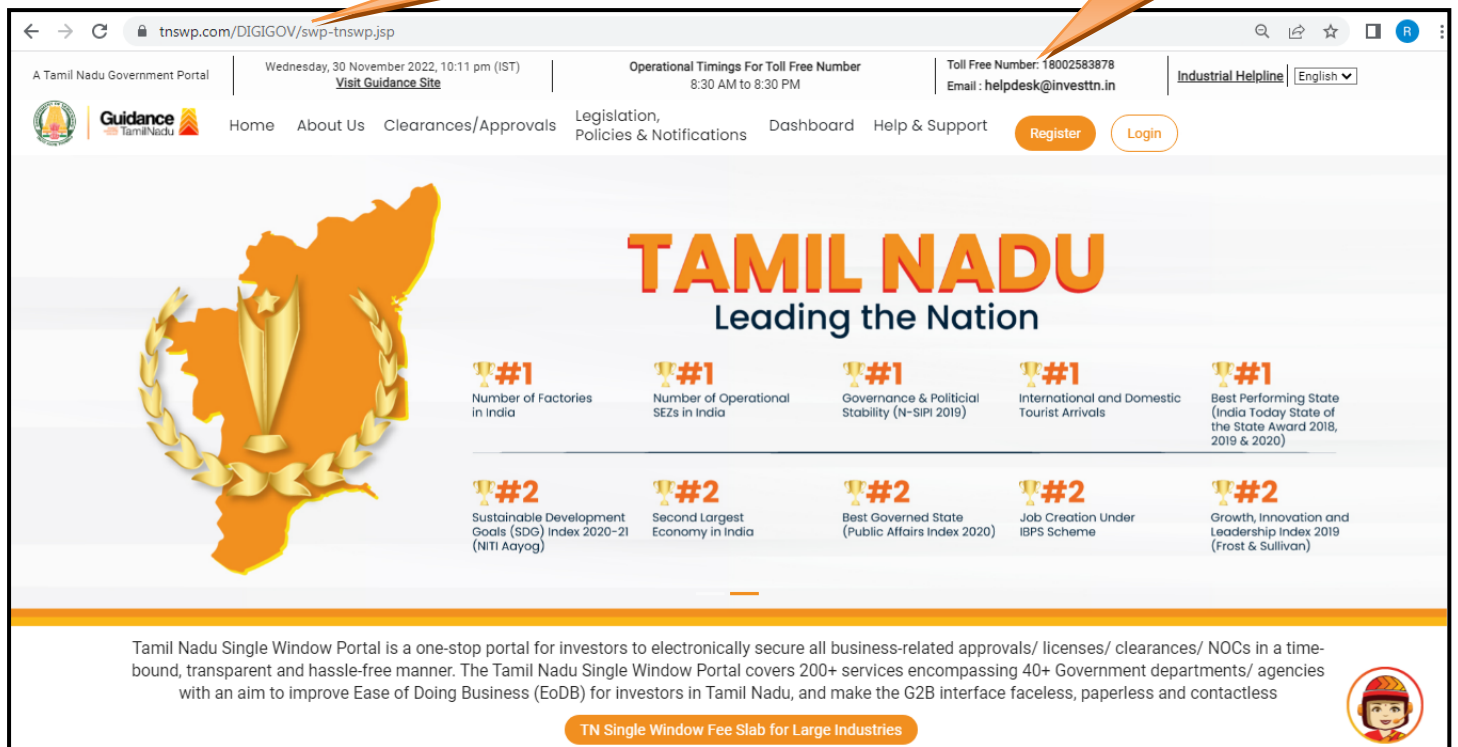 tnswp.com/DIGIGOV/swp-tnswp.jsp
R
A Tamil Nadu Government Portal
Wednesday, 30 November 2022, 10:11 pm (IST)
Visit Guidance Site
Operational Timings For Toll Free Number
8:30 AM to 8:30 PM
Toll Free Number: 18002583878
Email : helpdesk@investtn.in
Industrial Helpline
English
Guidance
TamilNadu
Home
About Us
Clearances/Approvals
Legislation,
Policies & Notifications
Dashboard
Help & Support
Register
Login
TAMIL NADU
Leading the Nation
#1
Number of Factories
in India
#1
Number of Operational
SEZs in India
#1
Governance & Politicial
Stability (N-SIPI 2019)
#1
International and Domestic
Tourist Arrivals
#1
Best Performing State
(India Today State of
the State Award 2018,
2019 & 2020)
#2
Sustainable Development
Goals (SDG) Index 2020-21
(NITI Aayog)
#2
Second Largest
Economy in India
#2
Best Governed State
(Public Affairs Index 2020)
#2
Job Creation Under
IBPS Scheme
#2
Growth, Innovation and
Leadership Index 2019
(Frost & Sullivan)
Tamil Nadu Single Window Portal is a one-stop portal for investors to electronically secure all business-related approvals/ licenses/ clearances/ NOCs in a time-
bound, transparent and hassle-free manner. The Tamil Nadu Single Window Portal covers 200+ services encompassing 40+ Government departments/ agencies
with an aim to improve Ease of Doing Business (EoDB) for investors in Tamil Nadu, and make the G2B interface faceless, paperless and contactless
TN Single Window Fee Slab for Large Industries